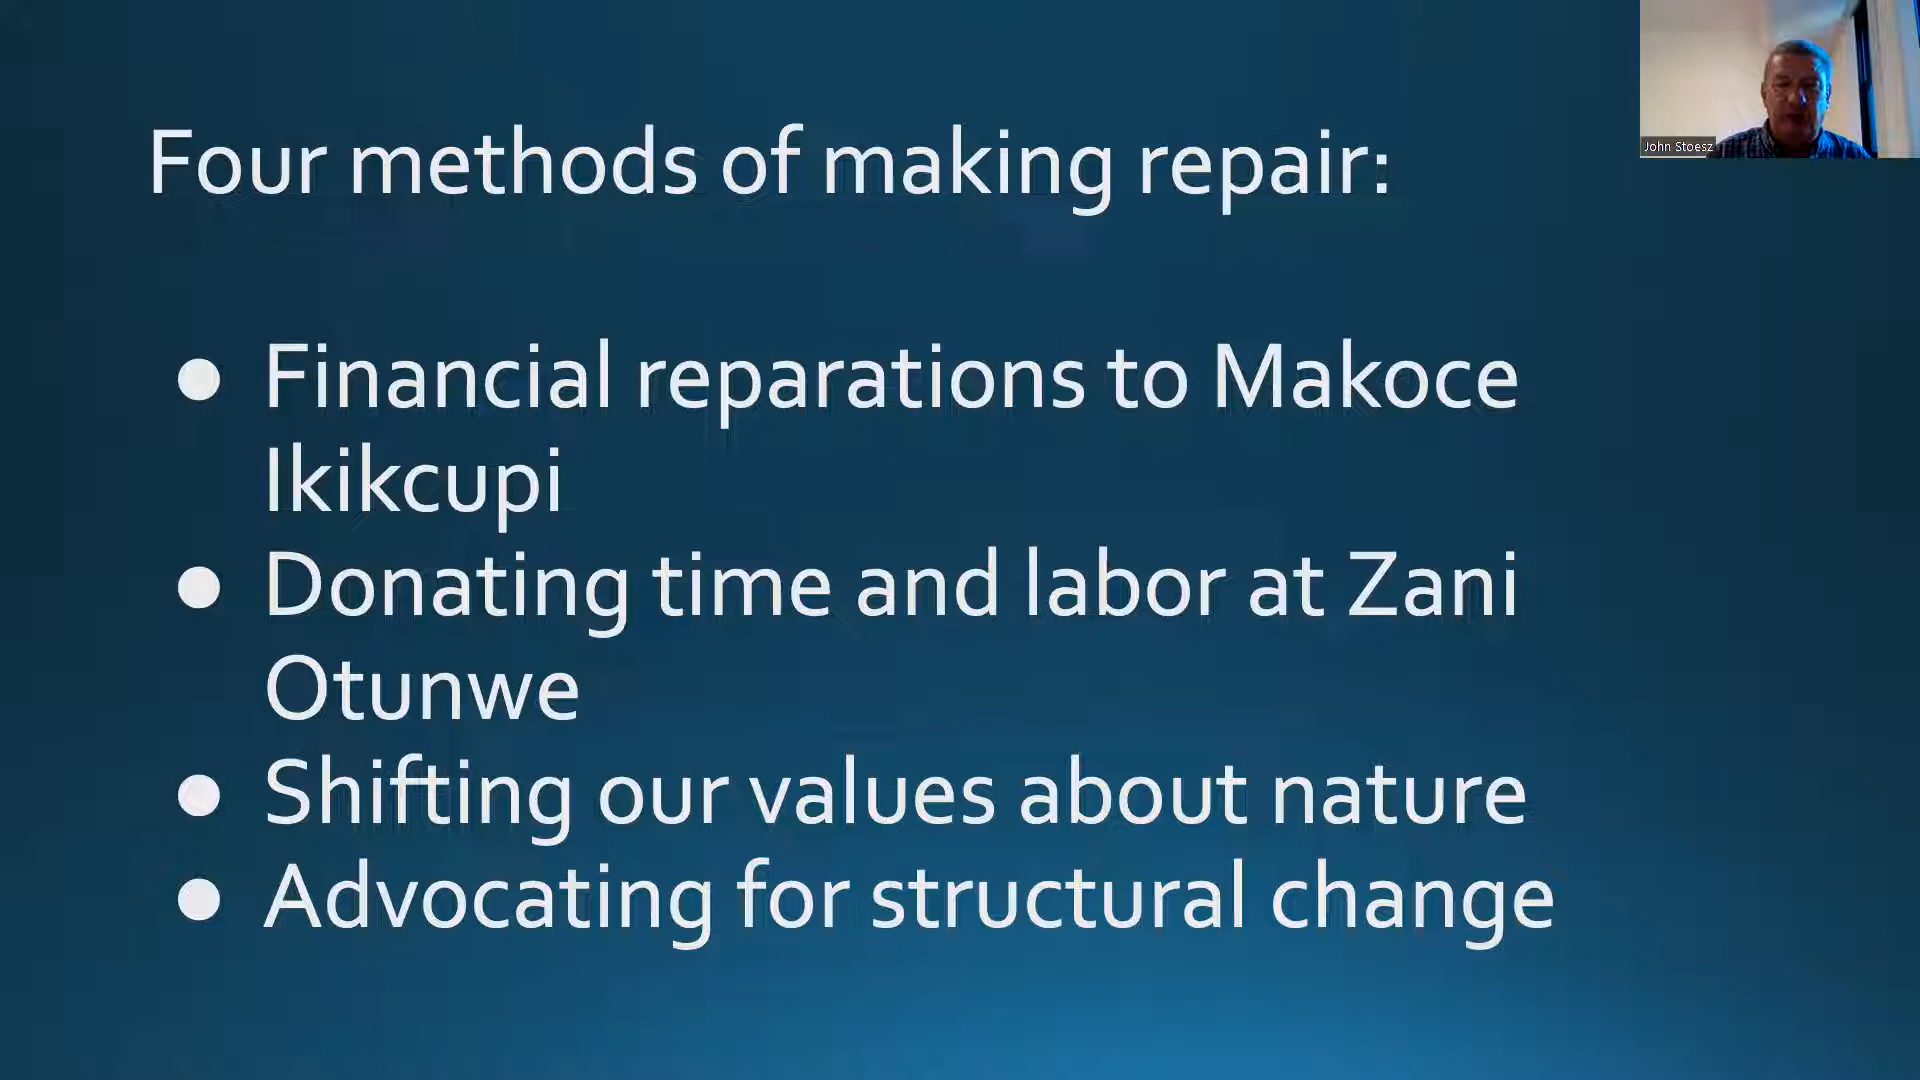 Four methods of making repair:
● Financial reparations to Makoce
Ikikcupi
● Donating time and labor at Zani
Otunwe
● Shifting our values about nature
● Advocating for structural change
John Stoesz